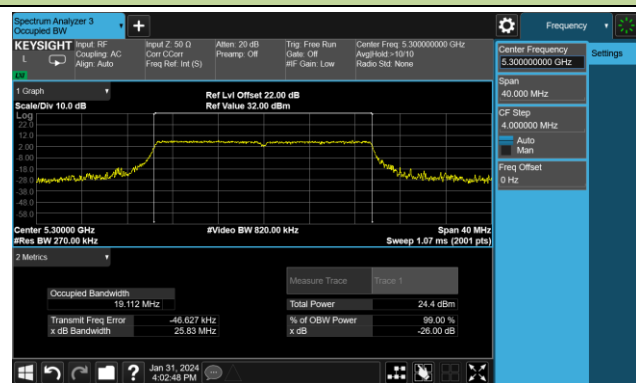 Spectrum Analyzer 3
Occupied BW
Frequency
KEYSIGHT
L
Input: RF
Coupling: AC
Align: Auto
Input Z: 50 Ω
Corr CCorr
Freq Ref: Int (S)
Atten: 20 dB
Preamp: Off
Trig: Free Run
Gate: Off
#IF Gain: Low
Center Freq: 5.300000000 GHz
Avg|Hold:>10/10
Radio Std: None
Center Frequency
5.300000000 GHz
Settings
Span
40.000 MHz
CF Step
4.000000 MHz
Auto
Man
Freq Offset
0 Hz
1 Graph
Scale/Div 10.0 dB
Ref Lvl Offset 22.00 dB
Ref Value 32.00 dBm
Log
22.0
12.0
2.00
-8.00
-18.0
-28.0
-38.0
-48.0
-58.0
Center 5.30000 GHz
#Res BW 270.00 kHz
#Video BW 820.00 kHz
Span 40 MHz
Sweep 1.07 ms (2001 pts)
2 Metrics
Measure Trace
Trace 1
Occupied Bandwidth
19.112 MHz
Total Power
24.4 dBm
Transmit Freq Error
-46.627 kHz
% of OBW Power
99.00 %
x dB Bandwidth
25.83 MHz
x dB
-26.00 dB
?
Jan 31, 2024
4:02:48 PM